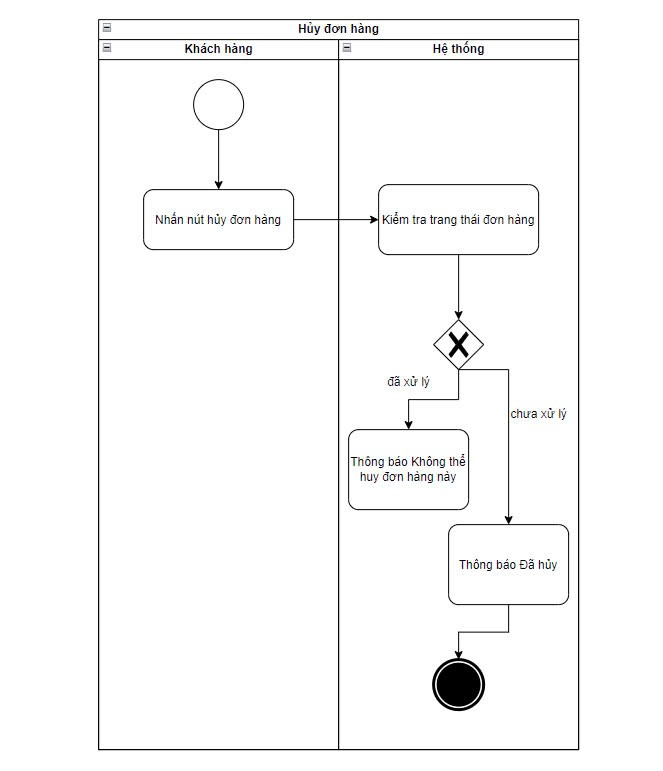 Hủy đơn hàng
Khách hàng
Hệ thống
Nhấn nút hủy đơn hàng
Kiểm tra trang thái đơn hàng
đã xử lý
chưa xử lý
Thông báo Không thể
huy đơn hàng này
Thông báo Đã hủy